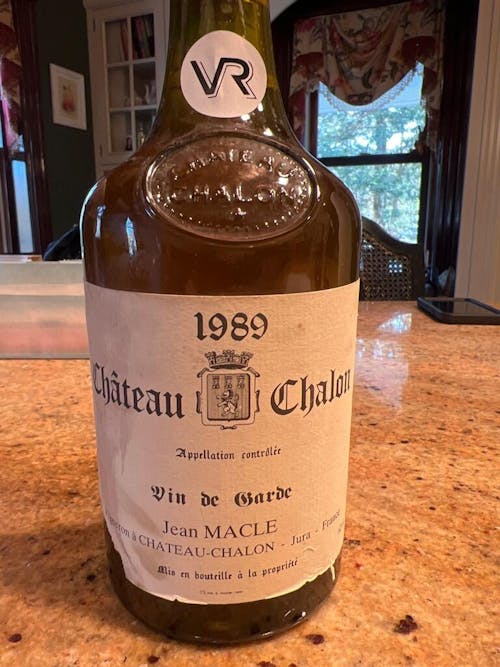 VR
CHATEAU
CHALON
1989
Château Chalon
Appellation contrôlée
Vin de Garde
Jean MACLE
à CHATEAU-CHALON - Jura - France
Mis en bouteille à la propriété